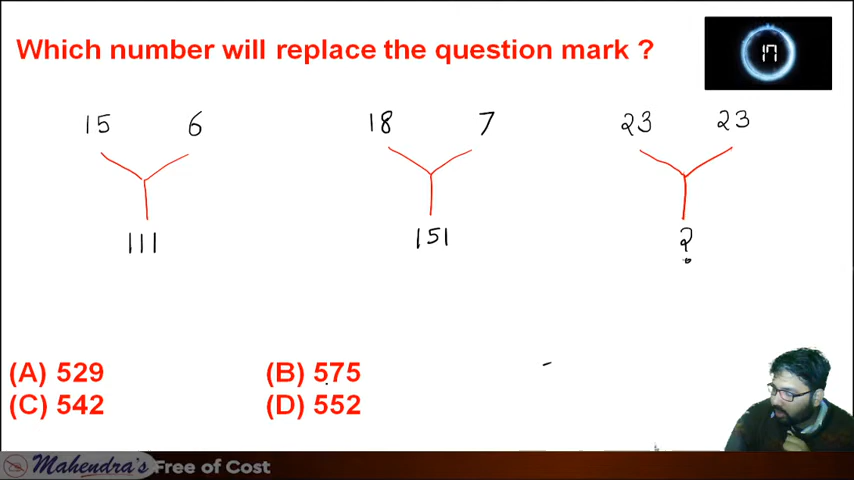 Which number will replace the question mark ?
17
15 6 18 7 23 23
111 151 ?
(A) 529 (B) 575
(C) 542 (D) 552
Mahendra's Free of Cost